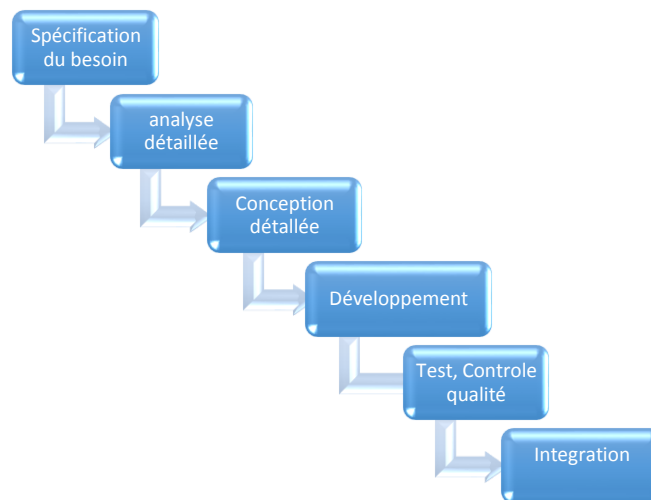 Spécification
du besoin
analyse
détaillée
Conception
détallée
Développement
Test, Controle
qualité
Integration